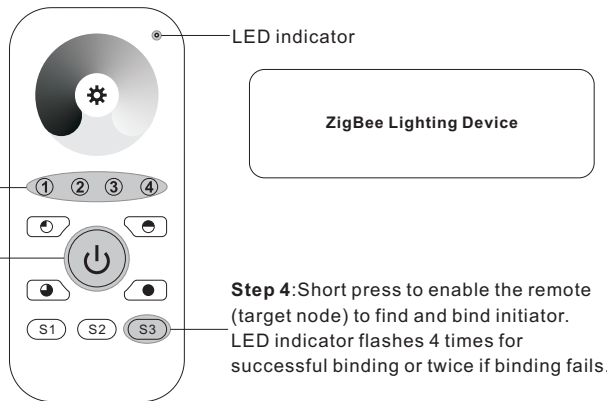 LED indicator
ZigBee Lighting Device
1 2 3 4
Step 4:Short press to enable the remote
(target node) to find and bind initiator.
S1 S2 S3
LED indicator flashes 4 times for
successful binding or twice if binding fails.